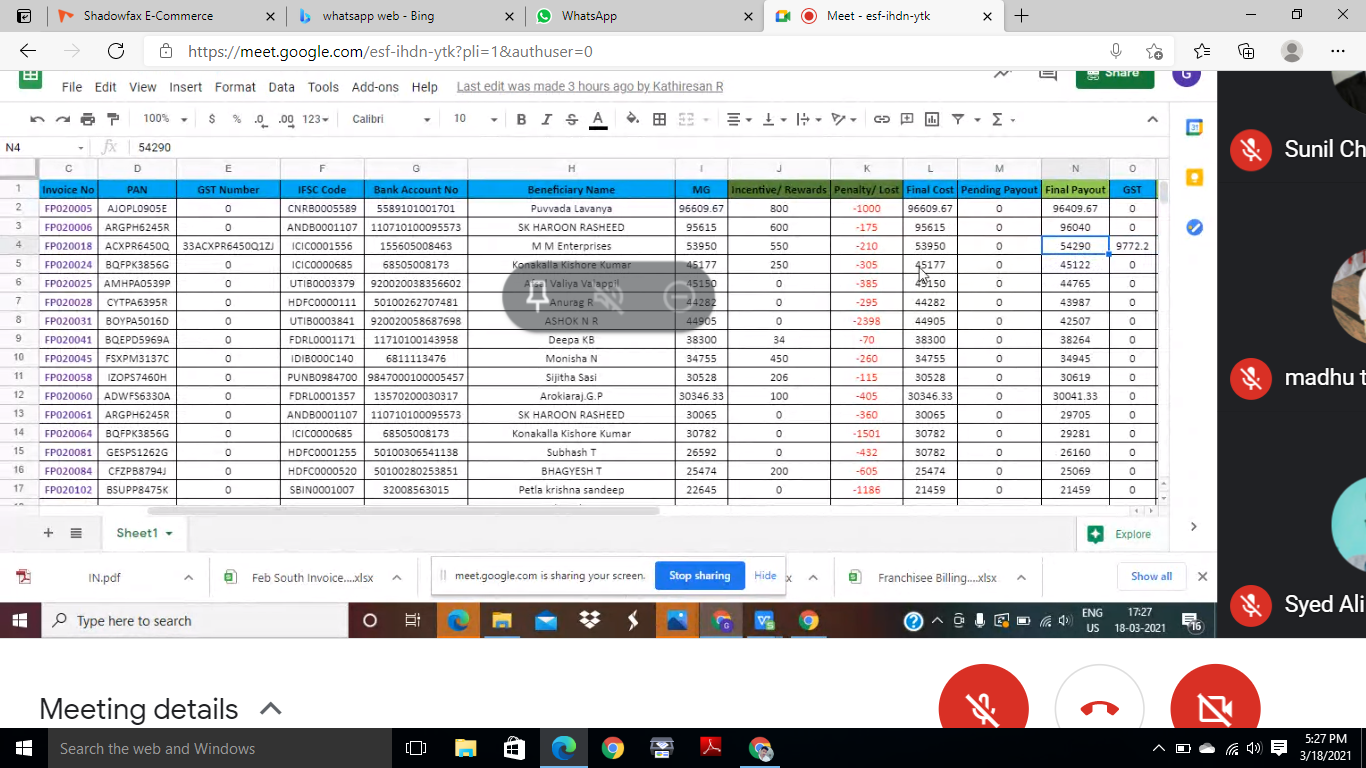 Shadowfax E-Commerce
whatsapp web - Bing
WhatsApp
Meet - esf-ihdn-ytk
https://meet.google.com/esf-ihdn-ytk?pli=1&authuser=0
File Edit View Insert Format Data Tools Add-ons Help Last edit was made 3 hours ago by Kathiresan R
Share G
100% $ % .0 .00 123 Calibri 10 B I S A
N4 fx 54290
C D E F G H I J K L M N O
1 Invoice No PAN GST Number IFSC Code Bank Account No Beneficiary Name MG Incentive/ Rewards Penalty/ Lost Final Cost Pending Payout Final Payout GST
2 FP020005 AJOPL0905E 0 CNRB0005589 5589101001701 Puvvada Lavanya 96609.67 800 -1000 96609.67 0 96409.67 0
3 FP020006 ARGPH6245R 0 ANDB0001107 110710100095573 SK HAROON RASHEED 95615 600 -175 95615 0 96040 0
4 FP020018 ACXPR6450Q 33ACXPR6450Q1ZJ ICIC0001556 155605008463 M M Enterprises 53950 550 -210 53950 0 54290 9772.2
5 FP020024 BQFPK3856G 0 ICIC0000685 68505008173 Konakalla Kishore Kumar 45177 250 -305 45177 0 45122 0
6 FP020025 AMHPA0539P 0 UTIB0003379 920020038356602 Afsel Valiya Valappil 45150 0 -385 45150 0 44765 0
7 FP020028 CYTPA6395R 0 HDFC0000111 50100262707481 Anurag R 44282 0 -295 44282 0 43987 0
8 FP020031 BOYPA5016D 0 UTIB0003841 920020058687698 ASHOK N R 44905 0 -2398 44905 0 42507 0
9 FP020041 BQEPD5969A 0 FDRL0001171 11710100143958 Deepa KB 38300 34 -70 38300 0 38264 0
10 FP020045 FSXPM3137C 0 IDIB000C140 6811113476 Monisha N 34755 450 -260 34755 0 34945 0
11 FP020058 IZOPS7460H 0 PUNB0984700 9847000100005457 Sijitha Sasi 30528 206 -115 30528 0 30619 0
12 FP020060 ADWFS6330A 0 FDRL0001357 13570200030317 Arokiaraj.G.P 30346.33 100 -405 30346.33 0 30041.33 0
13 FP020061 ARGPH6245R 0 ANDB0001107 110710100095573 SK HAROON RASHEED 30065 0 -360 30065 0 29705 0
14 FP020064 BQFPK3856G 0 ICIC0000685 68505008173 Konakalla Kishore Kumar 30782 0 -1501 30782 0 29281 0
15 FP020081 GESPS1262G 0 HDFC0001255 50100306541138 Subhash T 26592 0 -432 30782 0 26160 0
16 FP020084 CFZPB8794J 0 HDFC0000520 50100280253851 BHAGYESH T 25474 200 -605 25474 0 25069 0
17 FP020102 BSUPP8475K 0 SBIN0001007 32008563015 Petla krishna sandeep 22645 0 -1186 21459 0 21459 0
Sheet1
Explore
IN.pdf
Feb South Invoice....xlsx
meet.google.com is sharing your screen. Stop sharing Hide
x
Franchisee Billing....xlsx
Show all
Type here to search
ENG
US
17:27
18-03-2021
16
Sunil Ch
madhu t
Syed Ali
Meeting details
Search the web and Windows
5:27 PM
3/18/2021